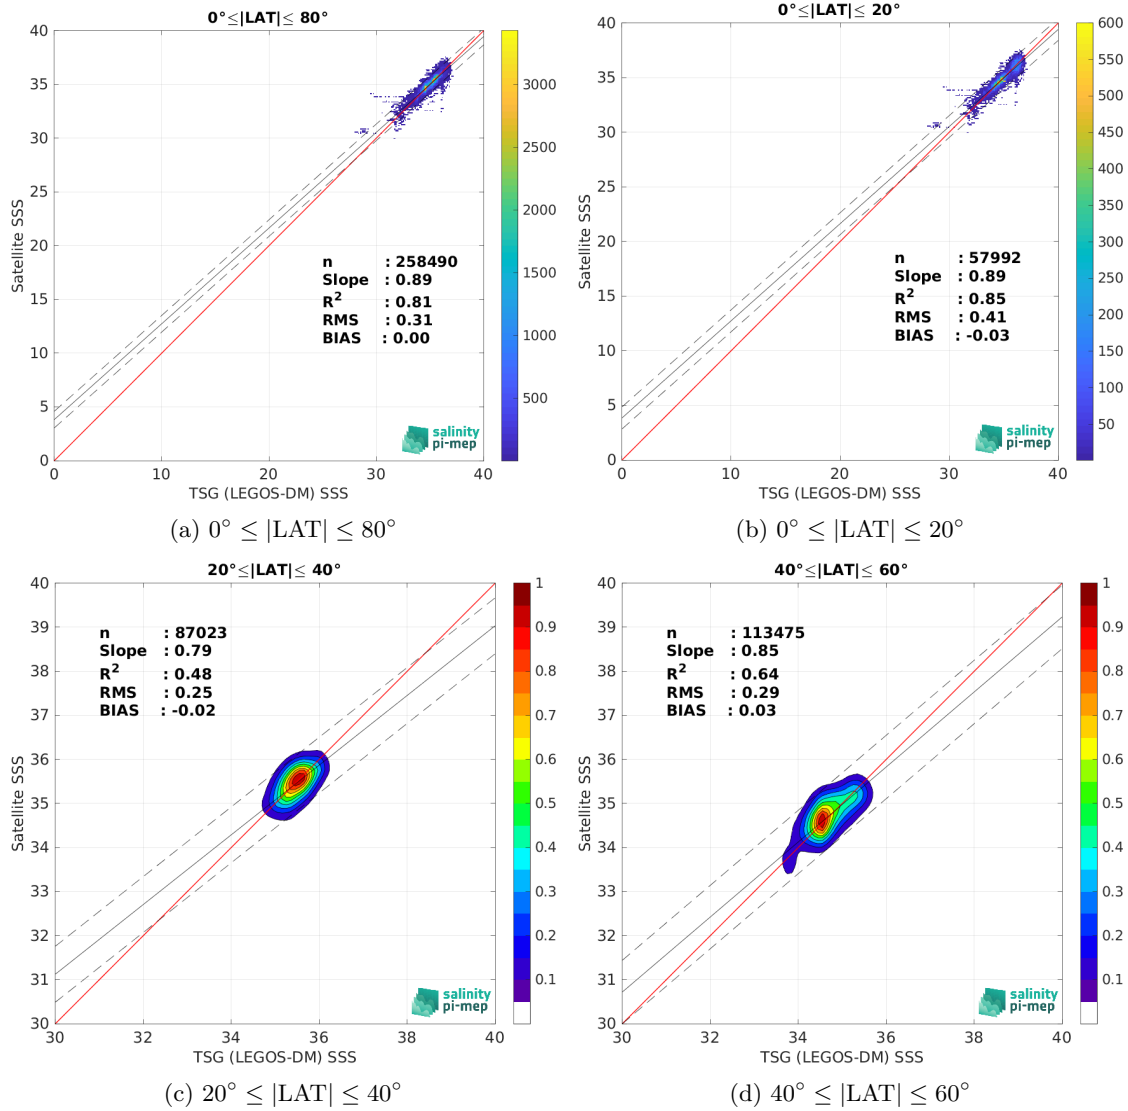 0°≤|LAT|≤ 80°
40
35
30
25
20
15
10
5
0
Satellite SSS
n : 258490
Slope : 0.89
R² : 0.81
RMS : 0.31
BIAS : 0.00
salinity
pi-mep
0 10 20 30 40
TSG (LEGOS-DM) SSS
3000
2500
2000
1500
1000
500
(a) 0° ≤ |LAT| ≤ 80°
0°≤|LAT|≤ 20°
40
35
30
25
20
15
10
5
0
Satellite SSS
n : 57992
Slope : 0.89
R² : 0.85
RMS : 0.41
BIAS : -0.03
salinity
pi-mep
0 10 20 30 40
TSG (LEGOS-DM) SSS
600
550
500
450
400
350
300
250
200
150
100
50
(b) 0° ≤ |LAT| ≤ 20°
20°≤|LAT|≤ 40°
40
39
38
37
36
35
34
33
32
31
30
Satellite SSS
n : 87023
Slope : 0.79
R² : 0.48
RMS : 0.25
BIAS : -0.02
salinity
pi-mep
30 32 34 36 38 40
TSG (LEGOS-DM) SSS
1
0.9
0.8
0.7
0.6
0.5
0.4
0.3
0.2
0.1
(c) 20° ≤ |LAT| ≤ 40°
40°≤|LAT|≤ 60°
40
39
38
37
36
35
34
33
32
31
30
Satellite SSS
n : 113475
Slope : 0.85
R² : 0.64
RMS : 0.29
BIAS : 0.03
salinity
pi-mep
30 32 34 36 38 40
TSG (LEGOS-DM) SSS
1
0.9
0.8
0.7
0.6
0.5
0.4
0.3
0.2
0.1
(d) 40° ≤ |LAT| ≤ 60°